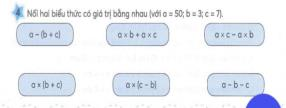 4 Nối hai biểu thức có giá trị bằng nhau (với a = 50; b = 3; c = 7).
a – (b + c) a × b + a × c a × c – a × b
a × (b + c) a × (c – b) a – b – c